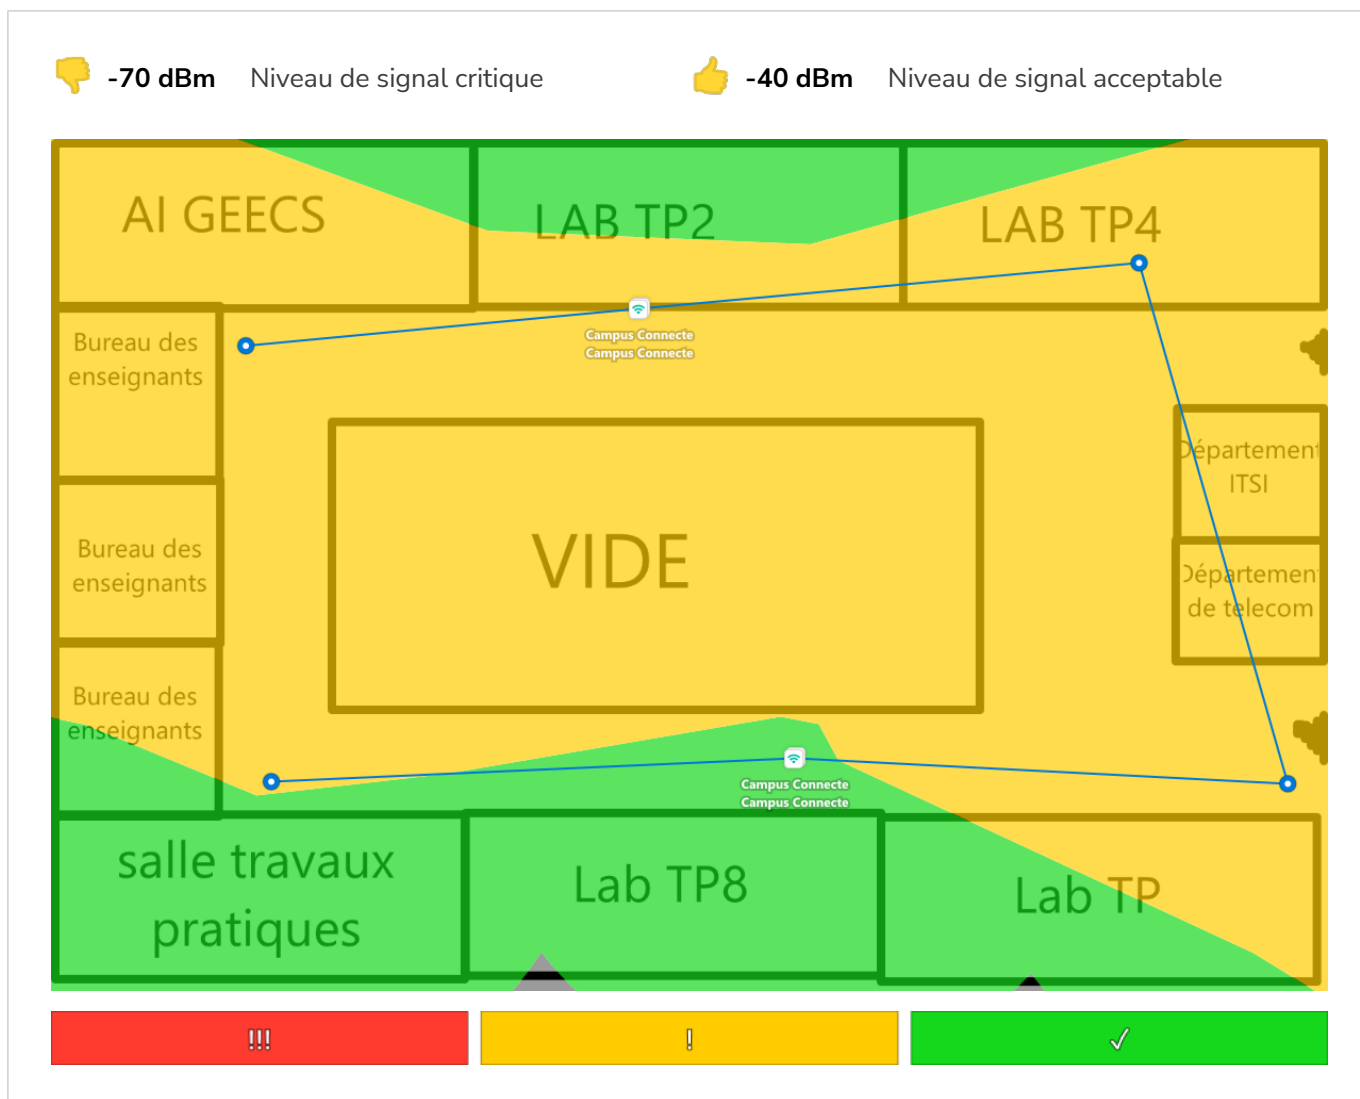 -70 dBm Niveau de signal critique
-40 dBm Niveau de signal acceptable
AI GEECS
LAB TP2
LAB TP4
Campus Connecte
Campus Connecte
Bureau des
enseignants
Département
ITSI
VIDE
Bureau des
enseignants
Département
de telecom
Bureau des
enseignants
Campus Connecte
Campus Connecte
salle travaux
pratiques
Lab TP8
Lab TP
!!!
!
✓